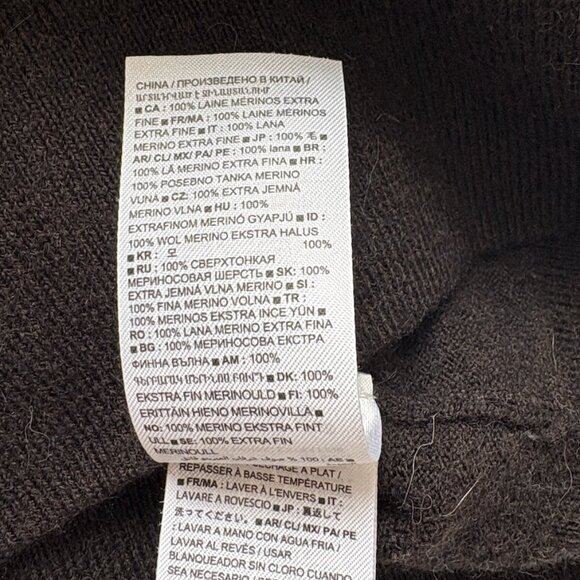 CHINA / ПРОИЗВЕДЕНО В КИТАЙ /
ԱՐՏԱԴՐՎԱԾ Է ՉԻՆԱՍՏԱՆՈՒՄ
■ CA : 100% LAINE MÉRINOS EXTRA
FINE ■ FR/MA : 100% LAINE MÉRINOS
EXTRA FINE ■ IT : 100% LANA
MERINO EXTRA FINE ■ JP : 100% 毛 ■
AR/ CL/ MX/ PA/ PE : 100% lana ■ BR :
100% LÃ MERINO EXTRA FINA ■ HR :
100% POSEBNO TANKA MERINO
VUNA ■ CZ: 100% EXTRA JEMNÁ
MERINO VLNA ■ HU : 100%
EXTRAFINOM MERINÓ GYAPJÚ ■ ID :
100% WOL MERINO EKSTRA HALUS
■ KR : 모 100%
■ RU : 100% СВЕРХТОНКАЯ
МЕРИНОСОВАЯ ШЕРСТЬ ■ SK: 100%
EXTRA JEMNÁ VLNA MERINO ■ SI :
100% FINA MERINO VOLNA ■ TR :
100% MERINOS EKSTRA INCE YÜN ■
RO : 100% LANA MERINO EXTRA FINA
■ BG : 100% МЕРИНОСОВА ЕКСТРА
ФИННА ВЪЛНА ■ AM : 100%
■ DK: 100%
EKSTRA FIN MERINOULD ■ FI: 100%
ERITTÄIN HIENO MERINOVILLA ■
NO: 100% MERINO EKSTRA FINT
ULL ■ SE: 100% EXTRA FIN
MERINOULL
À PLAT /
REPASSER À BASSE TEMPÉRATURE
■ FR/MA : LAVER À L'ENVERS ■ IT :
LAVARE A ROVESCIO ■ JP : 裏返して
洗ってください。 ■ AR/ CL/ MX/ PA/ PE
: LAVAR A MANO CON AGUA FRIA /
LAVAR AL REVÉS / USAR
BLANQUEADOR SIN CLORO CUANDO
SEA NECESARIO